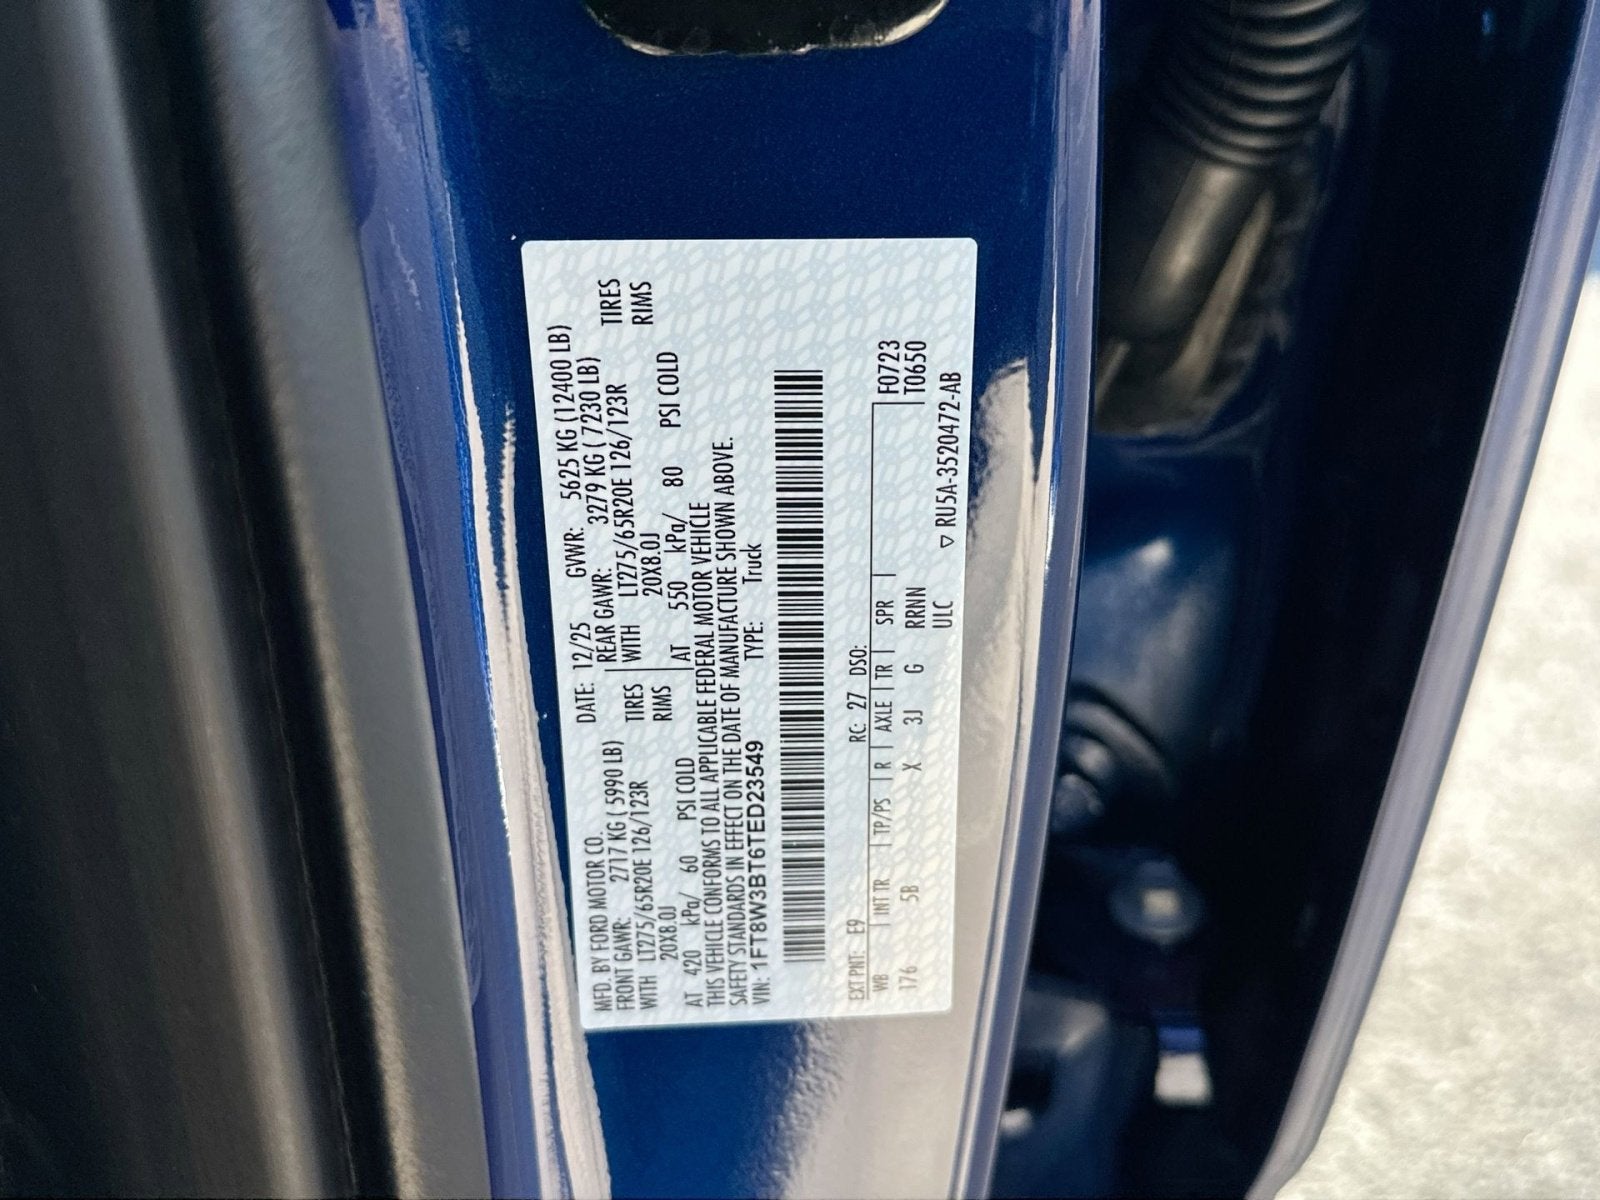 MFD. BY FORD MOTOR CO. DATE: 12/25 GVWR: 5625 KG (12400 LB)
FRONT GAWR: 2717 KG ( 5990 LB) REAR GAWR: 3279 KG ( 7230 LB)
WITH LT275/65R20E 126/123R TIRES WITH LT275/65R20E 126/123R TIRES
20X8.0J RIMS 20X8.0J RIMS
AT 420 kPa/ 60 PSI COLD AT 550 kPa/ 80 PSI COLD
THIS VEHICLE CONFORMS TO ALL APPLICABLE FEDERAL MOTOR VEHICLE
SAFETY STANDARDS IN EFFECT ON THE DATE OF MANUFACTURE SHOWN ABOVE.
VIN: 1FT8W3BT6TED23549 TYPE: Truck
EXT PNT: E9 RC: 27 DSO: F0723
WB INT TR TP/PS R AXLE TR SPR T0650
176 5B X 3J G RRNN
ULC ▽ RU5A-3520472-AB